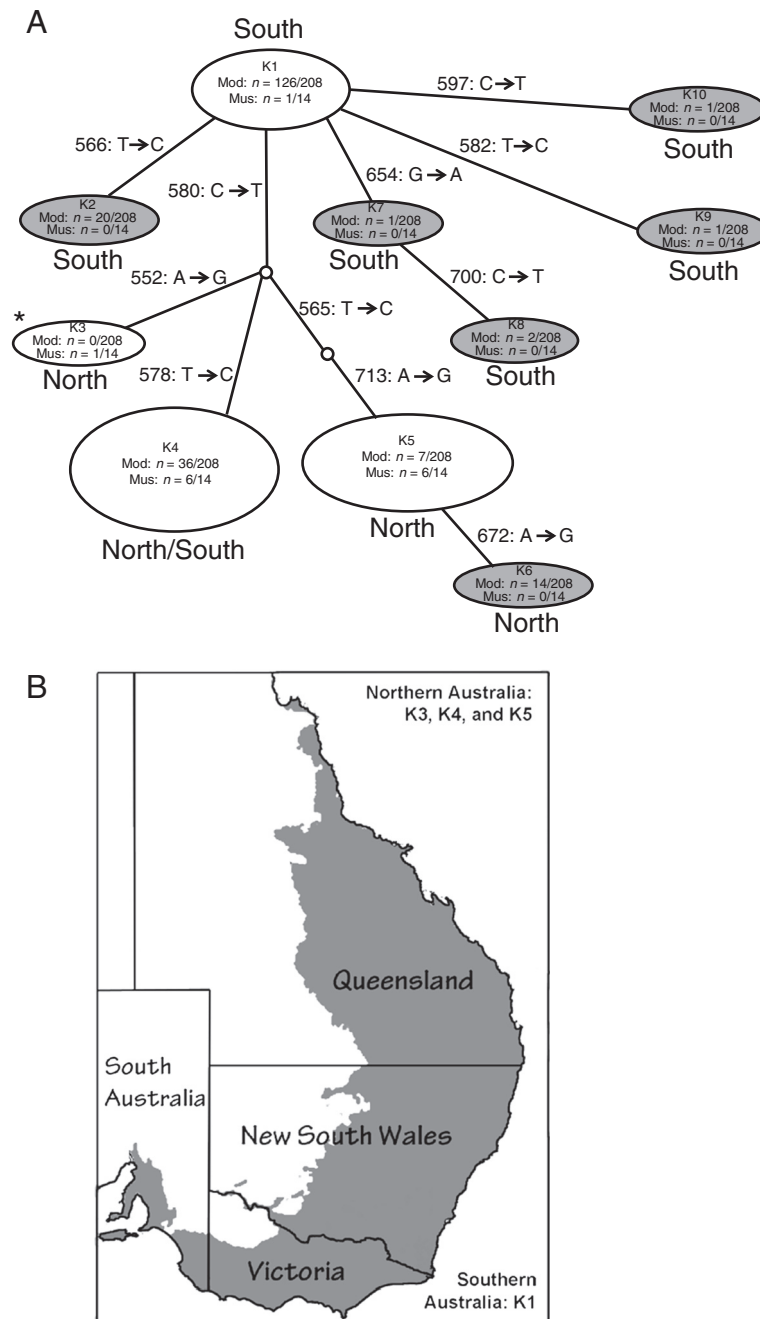 A
South
K1
Mod: n = 126/208
Mus: n = 1/14
597: C→T
K10
Mod: n = 1/208
Mus: n = 0/14
South
566: T→C
580: C→T
654: G→A
582: T→C
K2
Mod: n = 20/208
Mus: n = 0/14
South
K7
Mod: n = 1/208
Mus: n = 0/14
South
K9
Mod: n = 1/208
Mus: n = 0/14
South
552: A→G
565: T→C
700: C→T
*
K3
Mod: n = 0/208
Mus: n = 1/14
North
K8
Mod: n = 2/208
Mus: n = 0/14
South
578: T→C
713: A→G
K4
Mod: n = 36/208
Mus: n = 6/14
North/South
K5
Mod: n = 7/208
Mus: n = 6/14
North
672: A→G
K6
Mod: n = 14/208
Mus: n = 0/14
North
B
Northern Australia:
K3, K4, and K5
Queensland
South
Australia
New South Wales
Victoria
Southern
Australia: K1